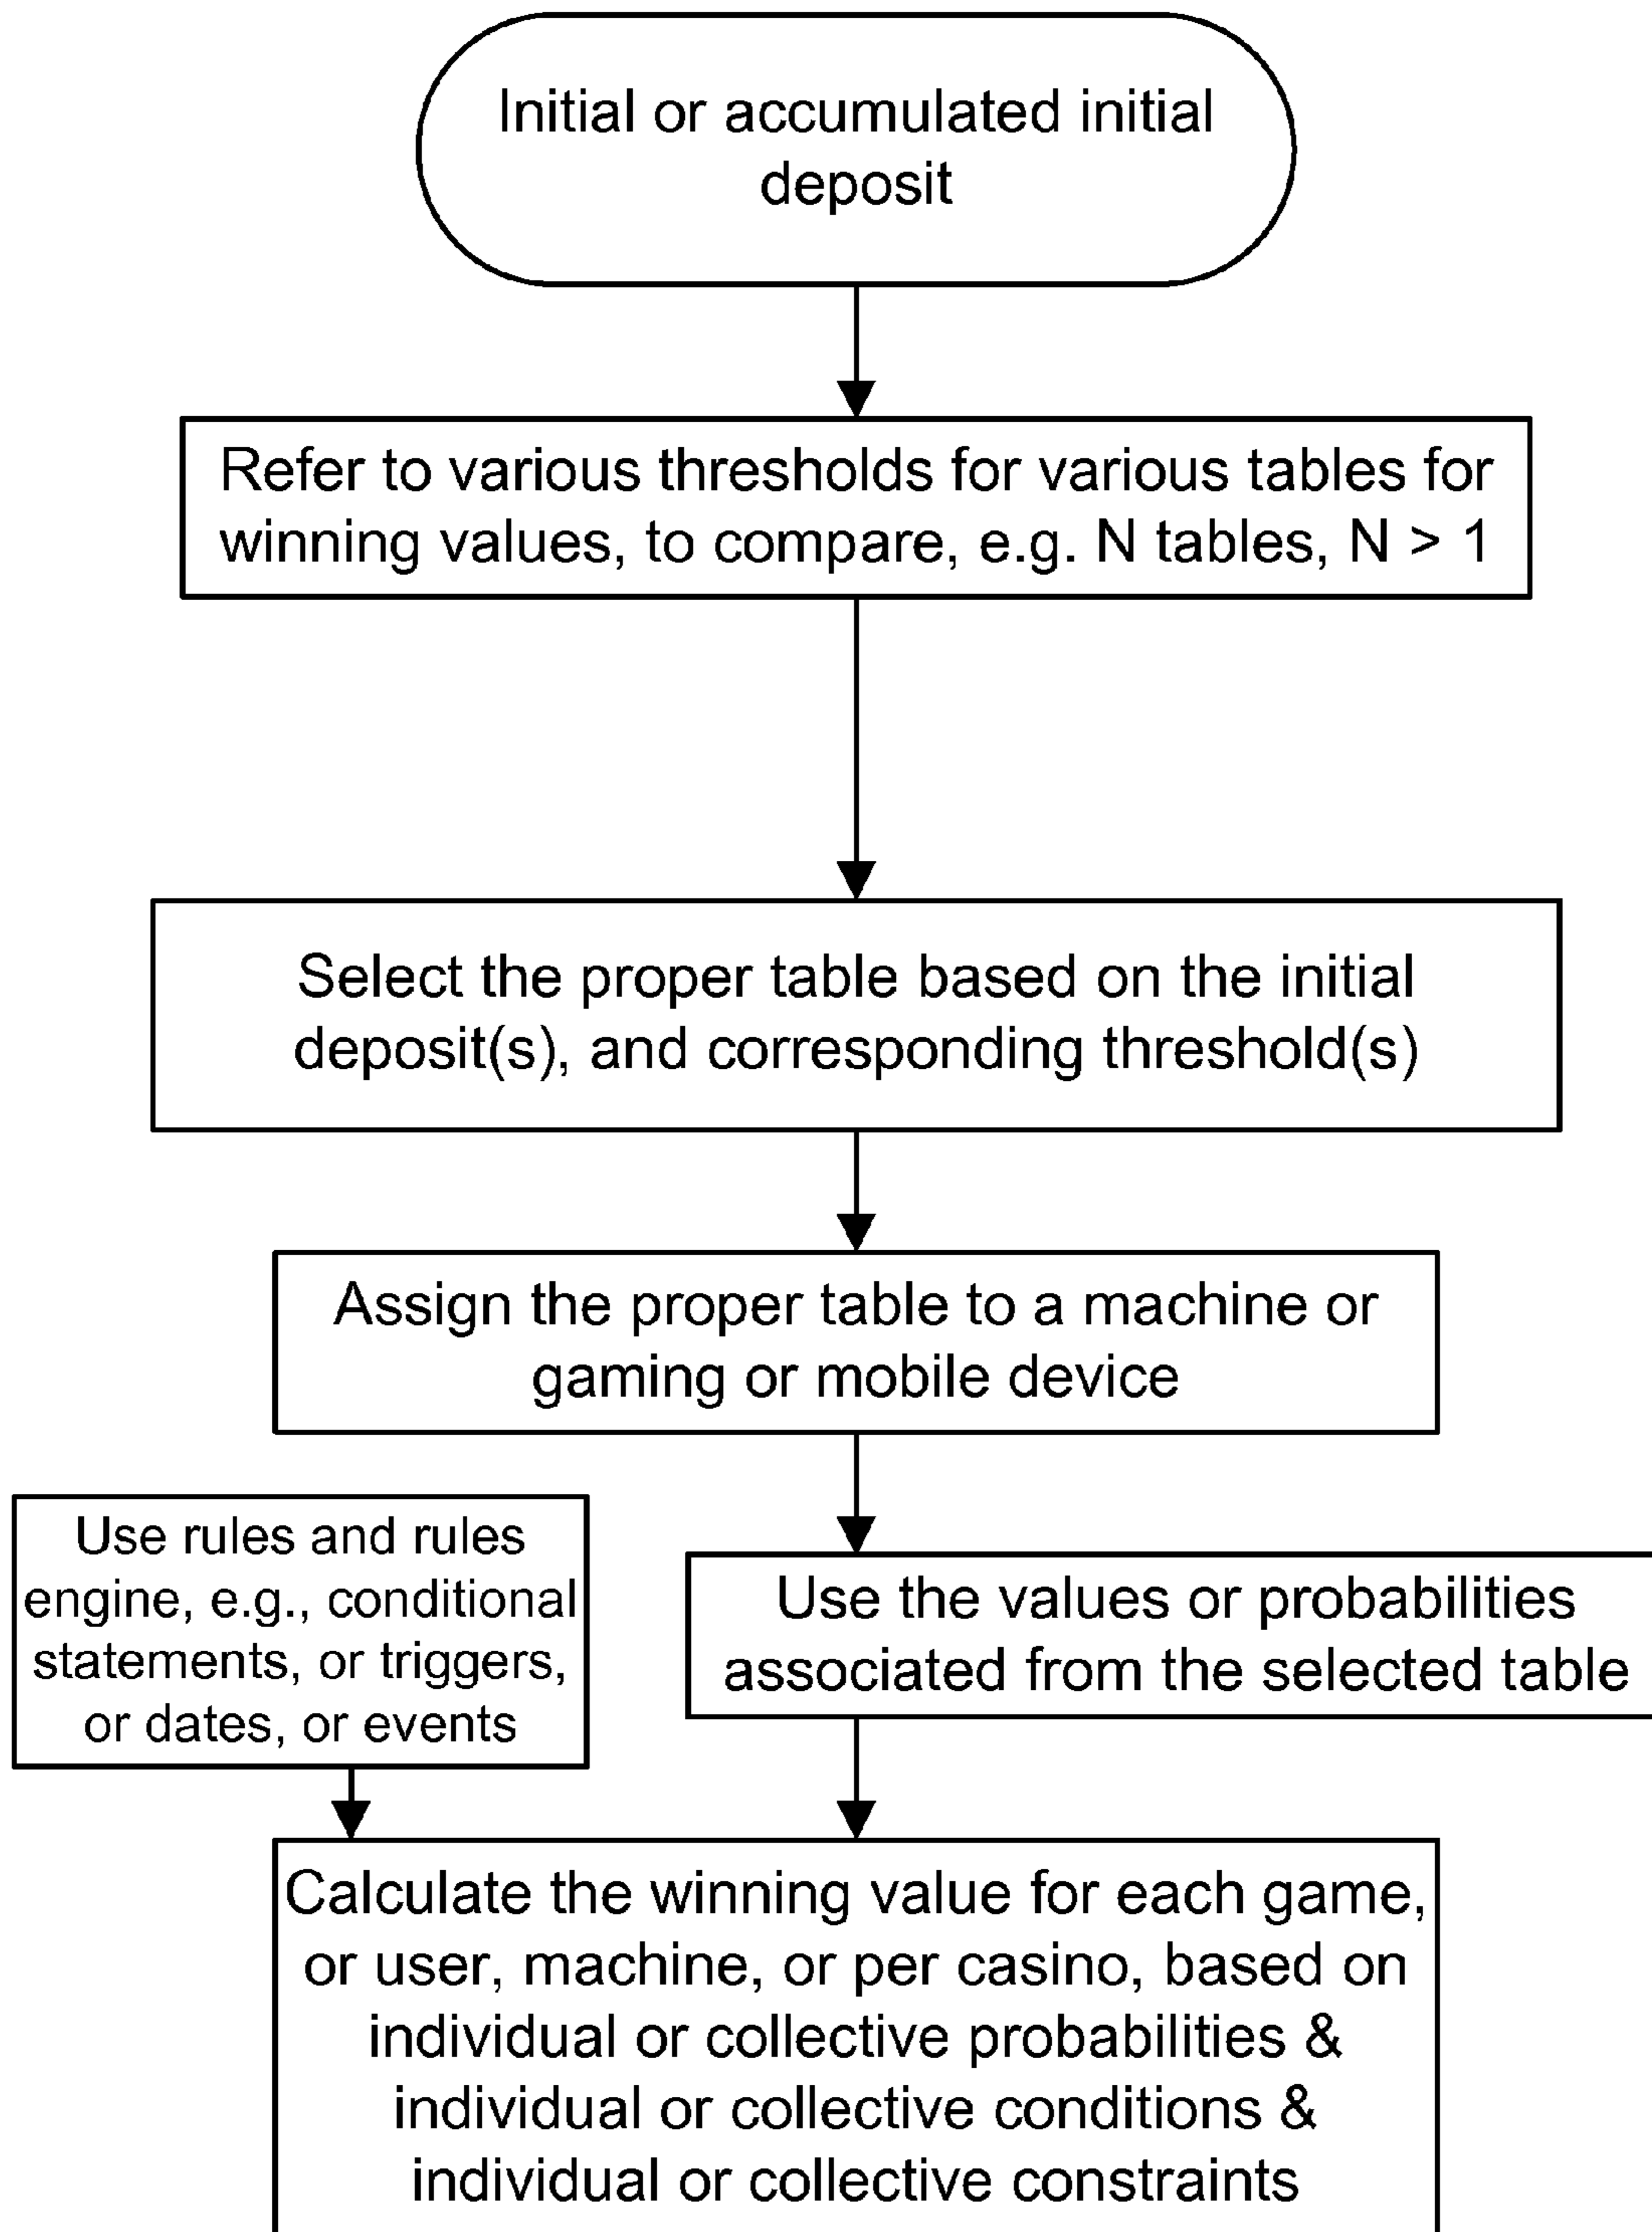 Initial or accumulated initial
deposit
Refer to various thresholds for various tables for
winning values, to compare, e.g. N tables, N > 1
Select the proper table based on the initial
deposit(s), and corresponding threshold(s)
Assign the proper table to a machine or
gaming or mobile device
Use rules and rules
engine, e.g., conditional
statements, or triggers,
or dates, or events
Use the values or probabilities
associated from the selected table
Calculate the winning value for each game,
or user, machine, or per casino, based on
individual or collective probabilities &
individual or collective conditions &
individual or collective constraints